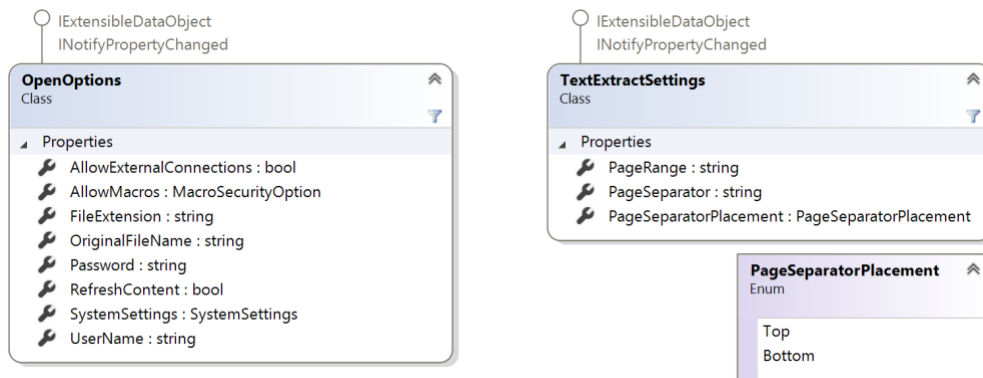 IExtensibleDataObject
INotifyPropertyChanged
OpenOptions
Class
Properties
AllowExternalConnections : bool
AllowMacros : MacroSecurityOption
FileExtension : string
OriginalFileName : string
Password : string
RefreshContent : bool
SystemSettings : SystemSettings
UserName : string
IExtensibleDataObject
INotifyPropertyChanged
TextExtractSettings
Class
Properties
PageRange : string
PageSeparator : string
PageSeparatorPlacement : PageSeparatorPlacement
PageSeparatorPlacement
Enum
Top
Bottom